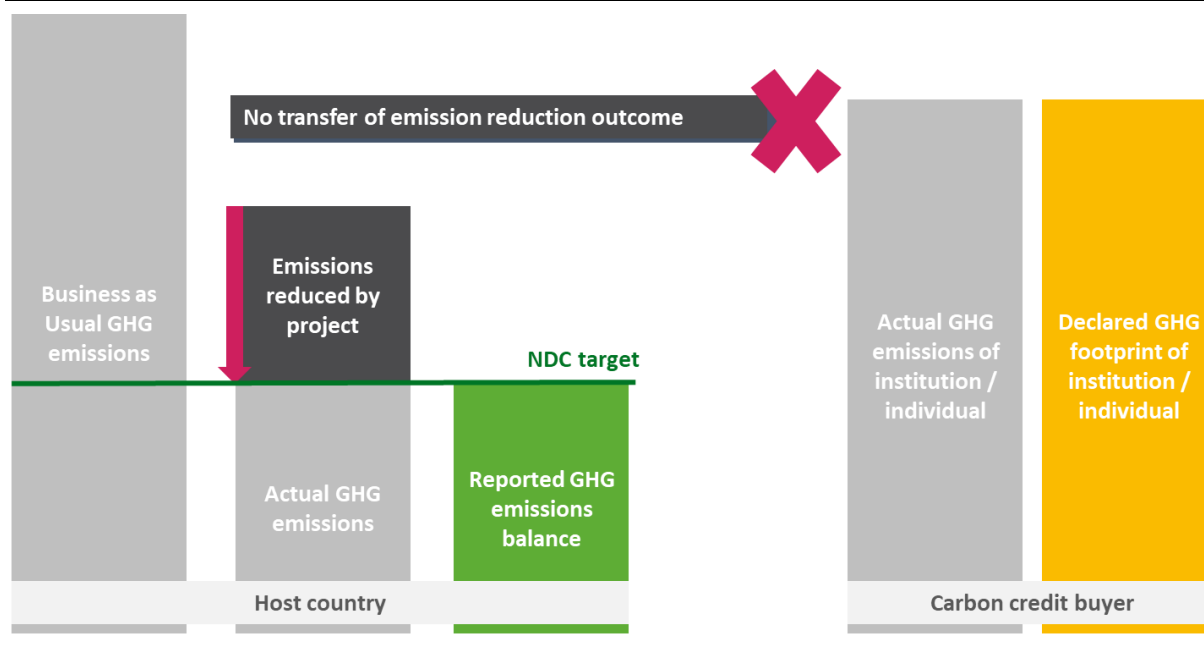 No transfer of emission reduction outcome
Business as
Usual GHG
emissions
Emissions
reduced by
project
NDC target
Actual GHG
emissions
Reported GHG
emissions
balance
Host country
Actual GHG
emissions of
institution /
individual
Declared GHG
footprint of
institution /
individual
Carbon credit buyer